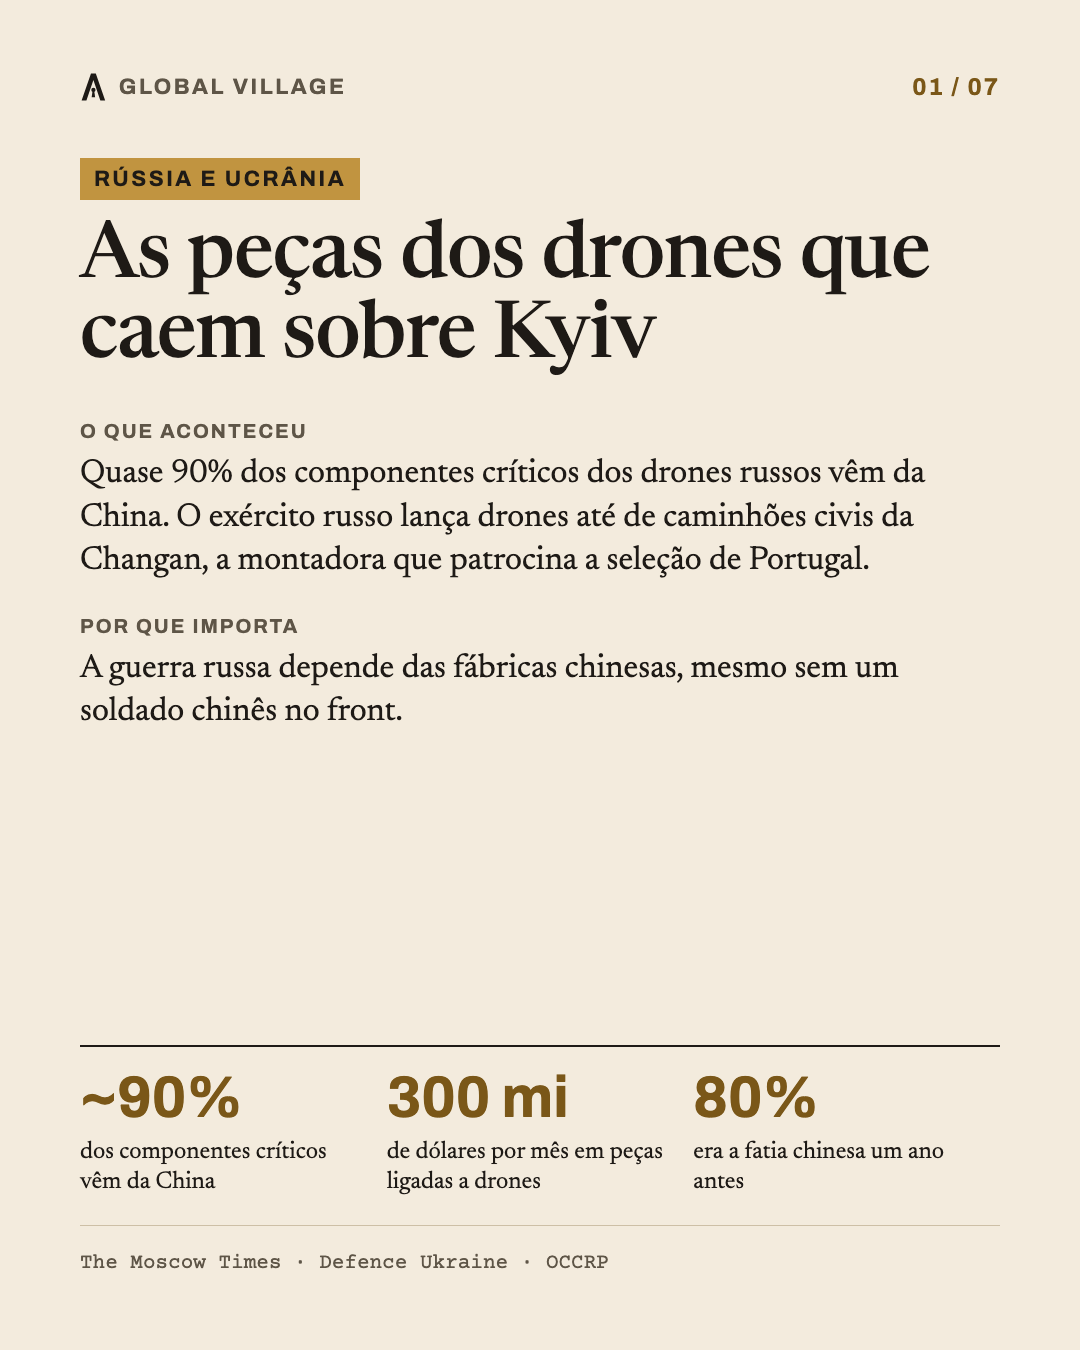 GLOBAL VILLAGE
01 / 07
RÚSSIA E UCRÂNIA
As peças dos drones que
caem sobre Kyiv
O QUE ACONTECEU
Quase 90% dos componentes críticos dos drones russos vêm da
China. O exército russo lança drones até de caminhões civis da
Changan, a montadora que patrocina a seleção de Portugal.
POR QUE IMPORTA
A guerra russa depende das fábricas chinesas, mesmo sem um
soldado chinês no front.
~90%
dos componentes críticos
vêm da China
300 mi
de dólares por mês em peças
ligadas a drones
80%
era a fatia chinesa um ano
antes
The Moscow Times · Defence Ukraine · OCCRP